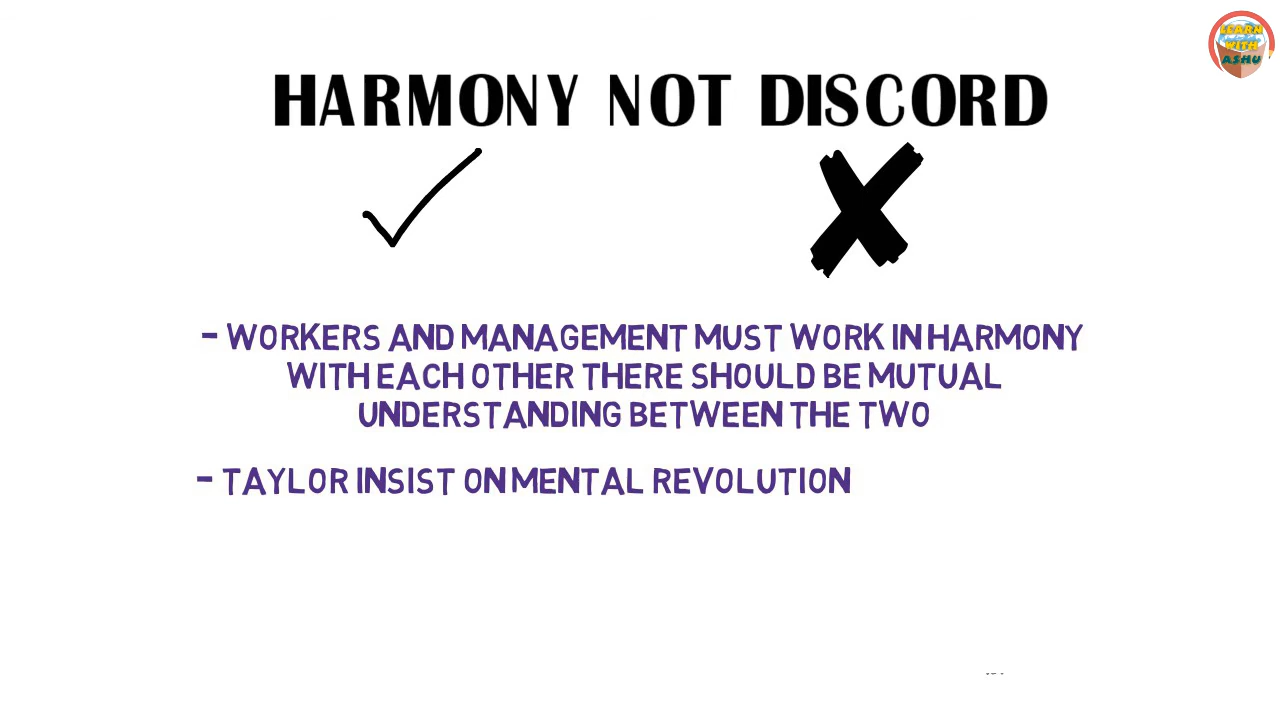 LEARN
WITH
ASHU
HARMONY NOT DISCORD
- WORKERS AND MANAGEMENT MUST WORK IN HARMONY
WITH EACH OTHER THERE SHOULD BE MUTUAL
UNDERSTANDING BETWEEN THE TWO
- TAYLOR INSIST ON MENTAL REVOLUTION